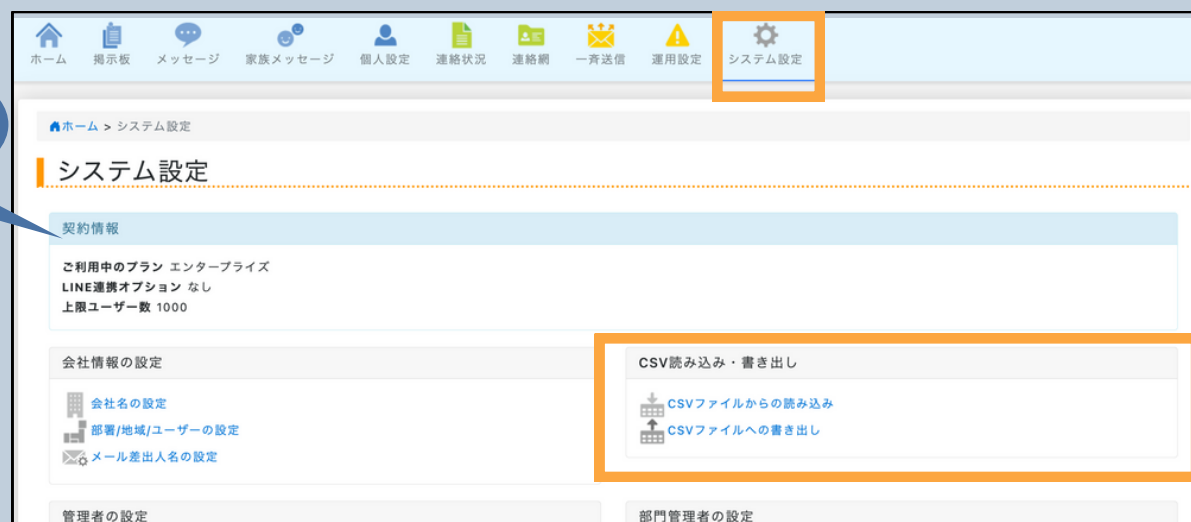 ホーム 掲示板 メッセージ 家族メッセージ 個人設定 連絡状況 連絡網 一斉送信 運用設定 システム設定
ホーム > システム設定
システム設定
契約情報
ご利用中のプラン エンタープライズ
LINE連携オプション なし
上限ユーザー数 1000
会社情報の設定
会社名の設定
部署/地域/ユーザーの設定
メール差出人名の設定
CSV読み込み・書き出し
CSVファイルからの読み込み
CSVファイルへの書き出し
管理者の設定
部門管理者の設定